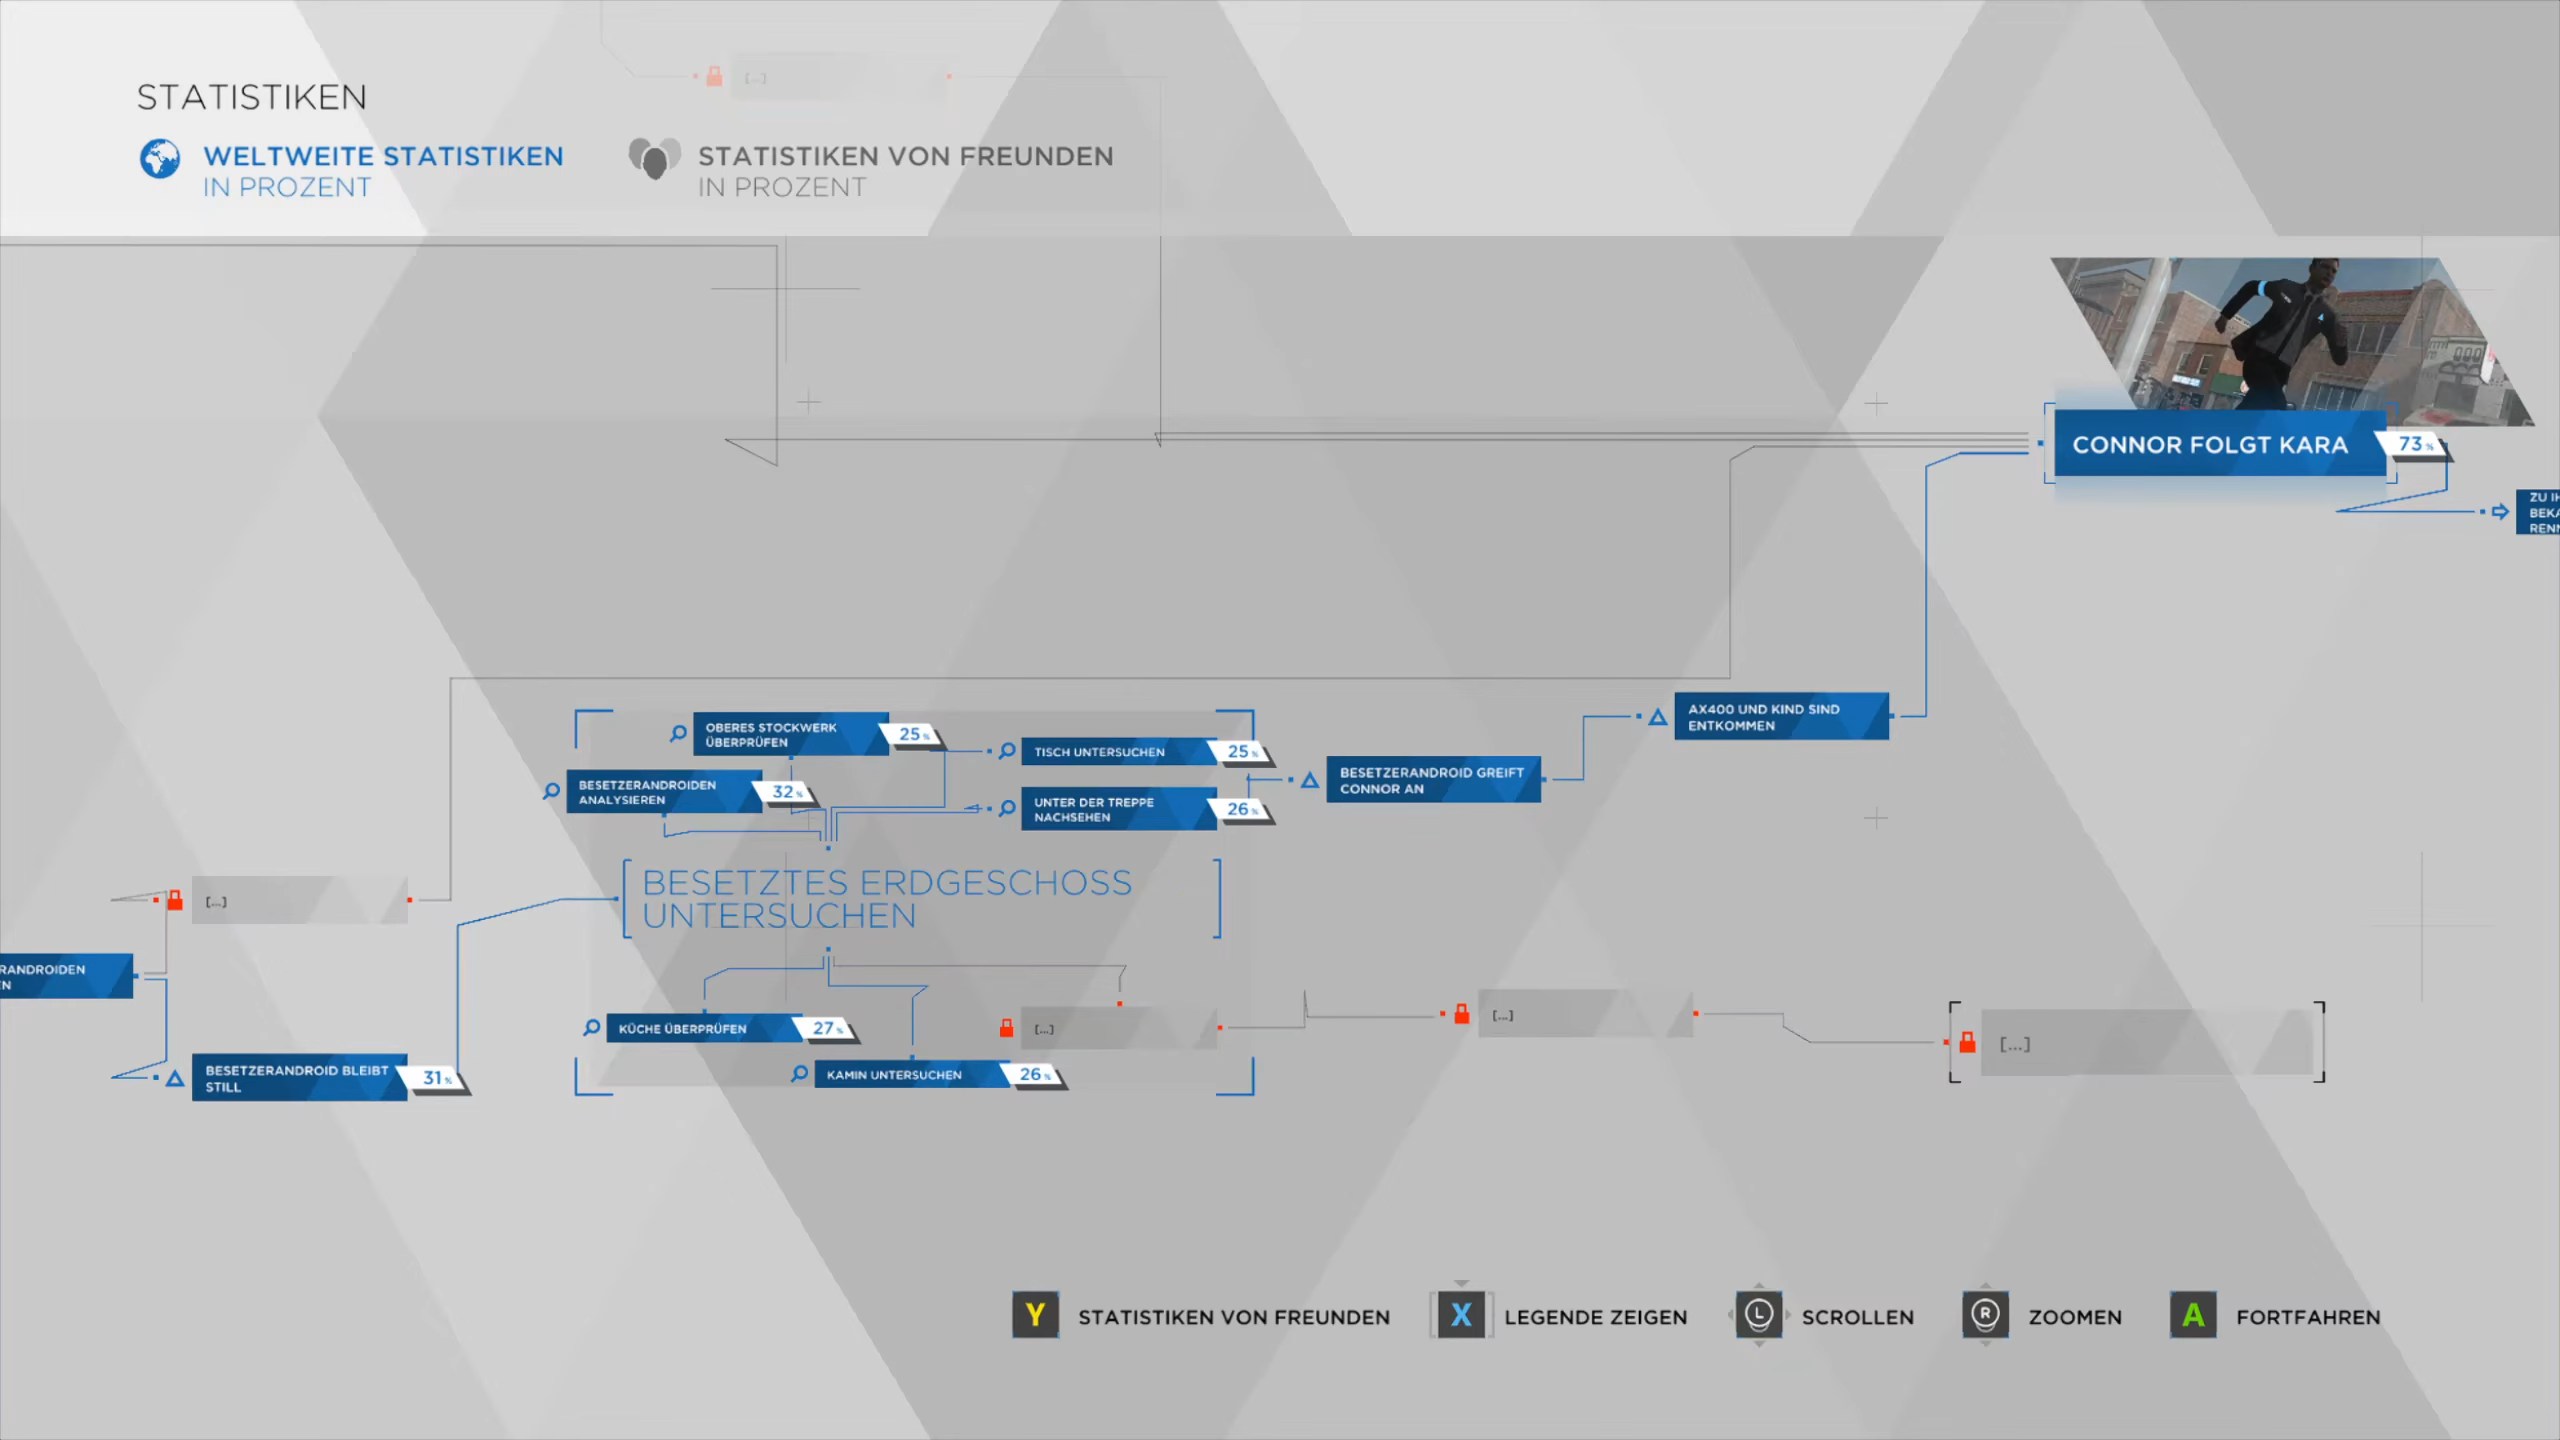 [...]
STATISTIKEN
WELTWEITE STATISTIKEN
IN PROZENT
STATISTIKEN VON FREUNDEN
IN PROZENT
CONNOR FOLGT KARA
73 %
OBERES STOCKWERK
ÜBERPRÜFEN
25 %
TISCH UNTERSUCHEN
25 %
BESETZERANDROIDEN
ANALYSIEREN
32 %
UNTER DER TREPPE
NACHSEHEN
26 %
BESETZERANDROID GREIFT
CONNOR AN
AX400 UND KIND SIND
ENTKOMMEN
[...]
BESETZTES ERDGESCHOSS
UNTERSUCHEN
BESETZERANDROID BLEIBT
STILL
31 %
KÜCHE ÜBERPRÜFEN
27 %
KAMIN UNTERSUCHEN
26 %
[...]
[...]
[...]
Y STATISTIKEN VON FREUNDEN
X LEGENDE ZEIGEN
L SCROLLEN
R ZOOMEN
A FORTFAHREN